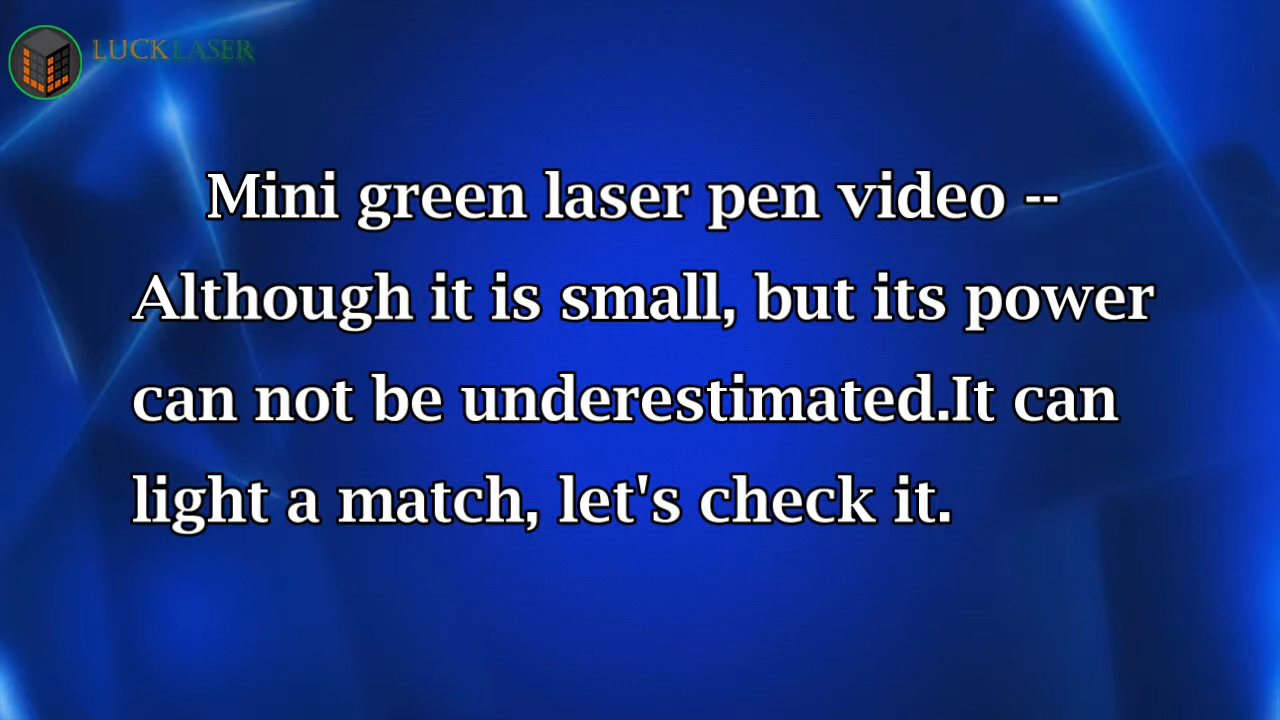 LUCKLASER
Mini green laser pen video --
Although it is small, but its power
can not be underestimated.It can
light a match, let's check it.